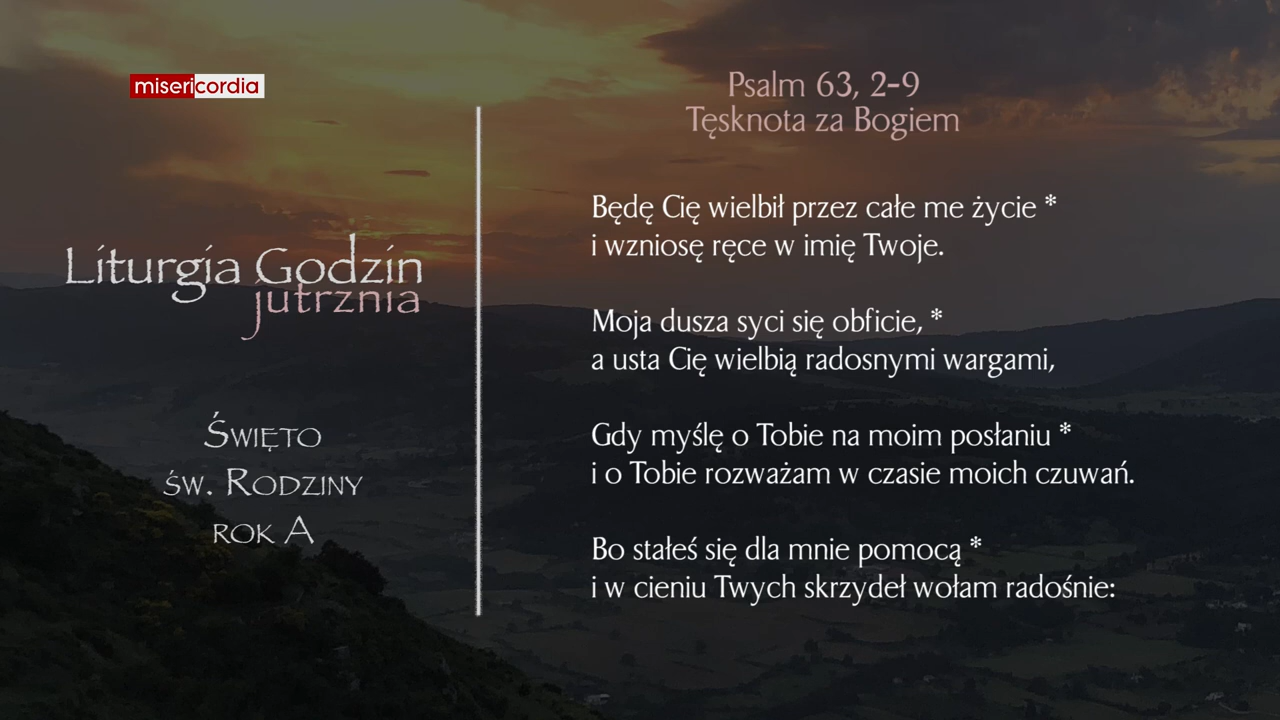 misericordia
Liturgia Godzin
jutrznia
Święto
św. Rodziny
rok A
Psalm 63, 2-9
Tęsknota za Bogiem
Będę Cię wielbił przez całe me życie *
i wzniosę ręce w imię Twoje.
Moja dusza syci się obficie, *
a usta Cię wielbią radosnymi wargami,
Gdy myślę o Tobie na moim posłaniu *
i o Tobie rozważam w czasie moich czuwań.
Bo stałeś się dla mnie pomocą *
i w cieniu Twych skrzydeł wołam radośnie: